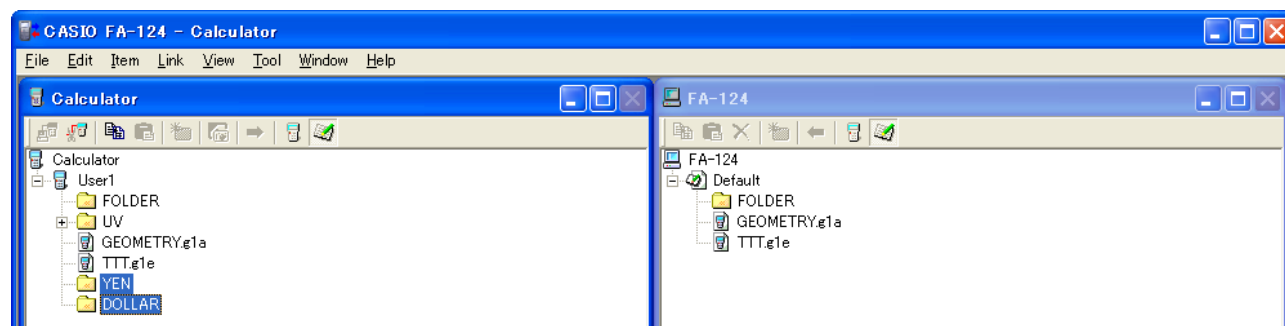 CASIO FA-124 - Calculator
File Edit Item Link View Tool Window Help
Calculator
Calculator
User1
FOLDER
UV
GEOMETRY.g1a
TTT.g1e
YEN
DOLLAR
FA-124
FA-124
Default
FOLDER
GEOMETRY.g1a
TTT.g1e